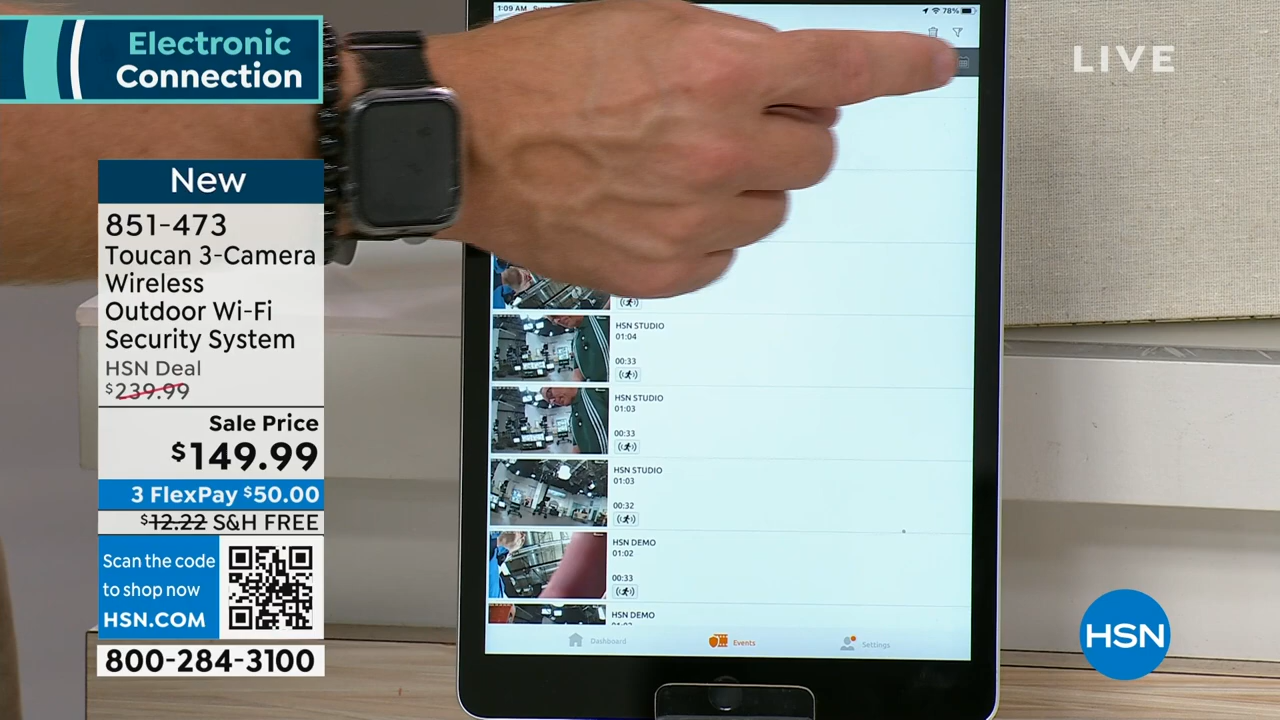 Electronic
Connection
LIVE
New
851-473
Toucan 3-Camera
Wireless
Outdoor Wi-Fi
Security System
HSN Deal
$239.99
Sale Price
$149.99
3 FlexPay $50.00
$12.22 S&H FREE
Scan the code
to shop now
HSN.COM
800-284-3100
1:09 AM
78%
HSN STUDIO
01:04
00:33
HSN STUDIO
01:03
00:33
HSN STUDIO
01:03
00:32
HSN DEMO
01:02
00:33
HSN DEMO
Dashboard
Events
Settings
HSN